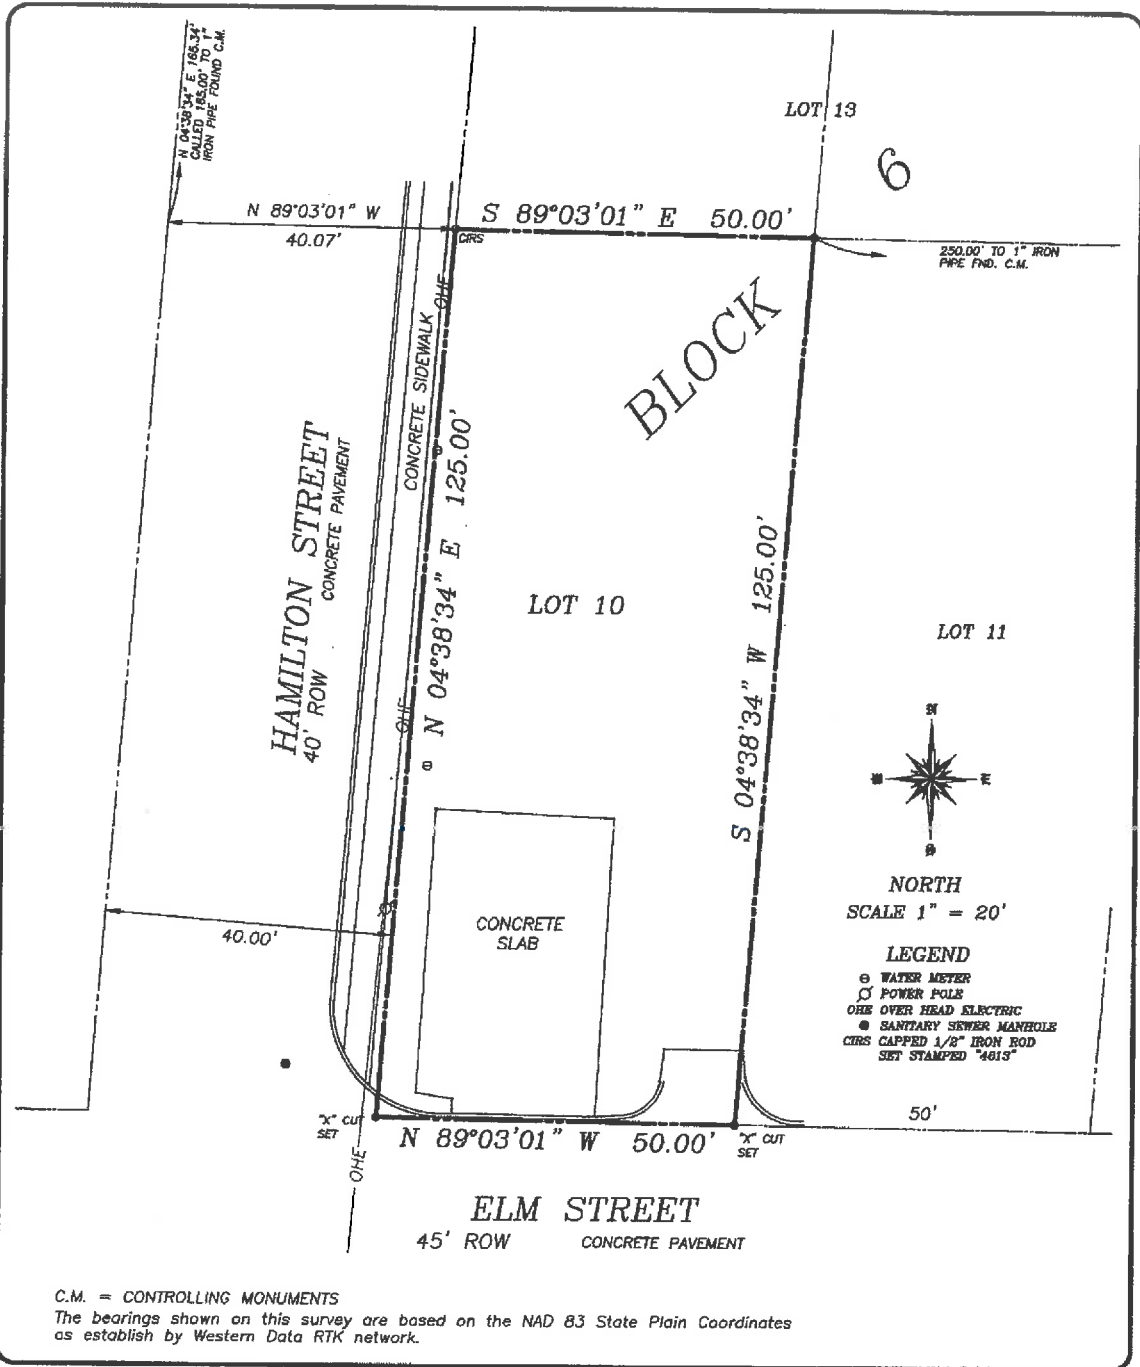 N 04°38'34" E 165.34'
CALLED 165.00' TO 1"
IRON PIPE FOUND C.M.
LOT 13
6
N 89°03'01" W
40.07'
S 89°03'01" E 50.00'
CIRS
250.00' TO 1" IRON
PIPE FND. C.M.
BLOCK
OHE
CONCRETE SIDEWALK
N 04°38'34" E 125.00'
HAMILTON STREET
40' ROW CONCRETE PAVEMENT
LOT 10
S 04°38'34" W 125.00'
LOT 11
OHE
N
W E
S
NORTH
SCALE 1" = 20'
40.00'
CONCRETE
SLAB
LEGEND
WATER METER
POWER POLE
OHE OVER HEAD ELECTRIC
SANITARY SEWER MANHOLE
CIRS CAPPED 1/2" IRON ROD
SET STAMPED "4613"
50'
"X" CUT
SET
N 89°03'01" W 50.00'
"X" CUT
SET
OHE
ELM STREET
45' ROW CONCRETE PAVEMENT
C.M. = CONTROLLING MONUMENTS
The bearings shown on this survey are based on the NAD 83 State Plain Coordinates
as establish by Western Data RTK network.